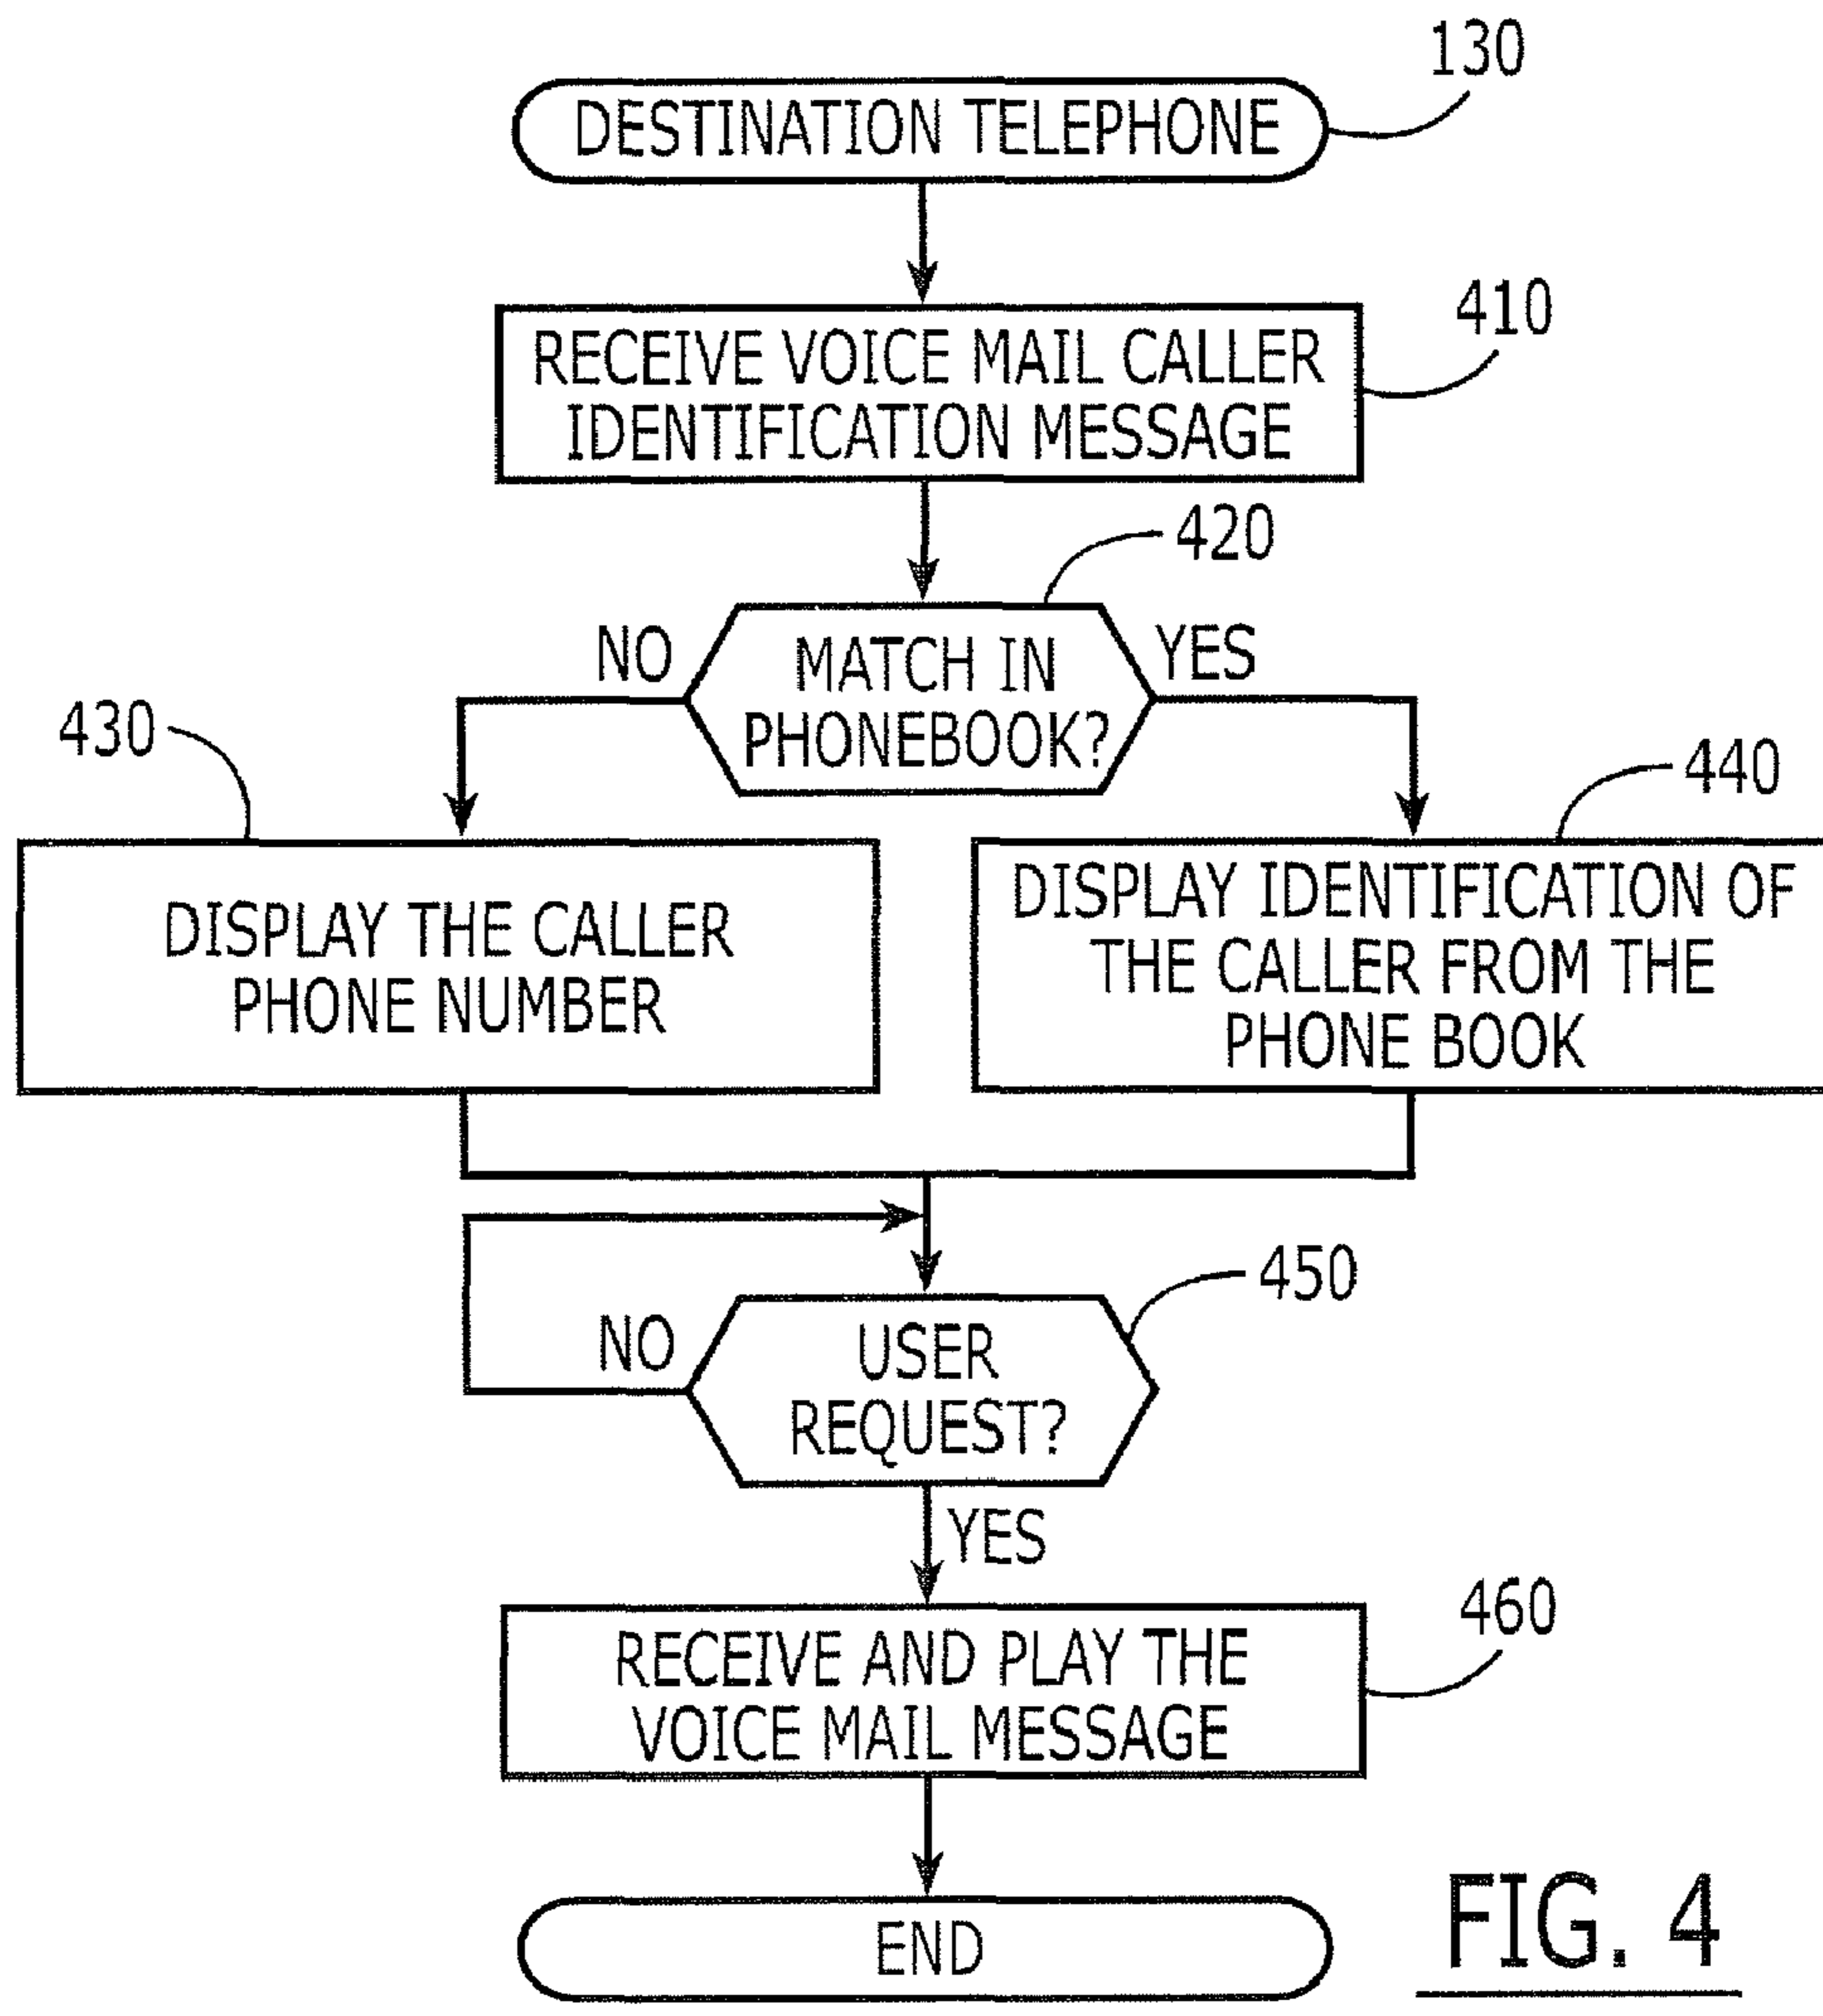 130
DESTINATION TELEPHONE
410
RECEIVE VOICE MAIL CALLER
IDENTIFICATION MESSAGE
420
NO
MATCH IN
PHONEBOOK?
YES
430
DISPLAY THE CALLER
PHONE NUMBER
440
DISPLAY IDENTIFICATION OF
THE CALLER FROM THE
PHONE BOOK
450
NO
USER
REQUEST?
YES
460
RECEIVE AND PLAY THE
VOICE MAIL MESSAGE
END
FIG. 4